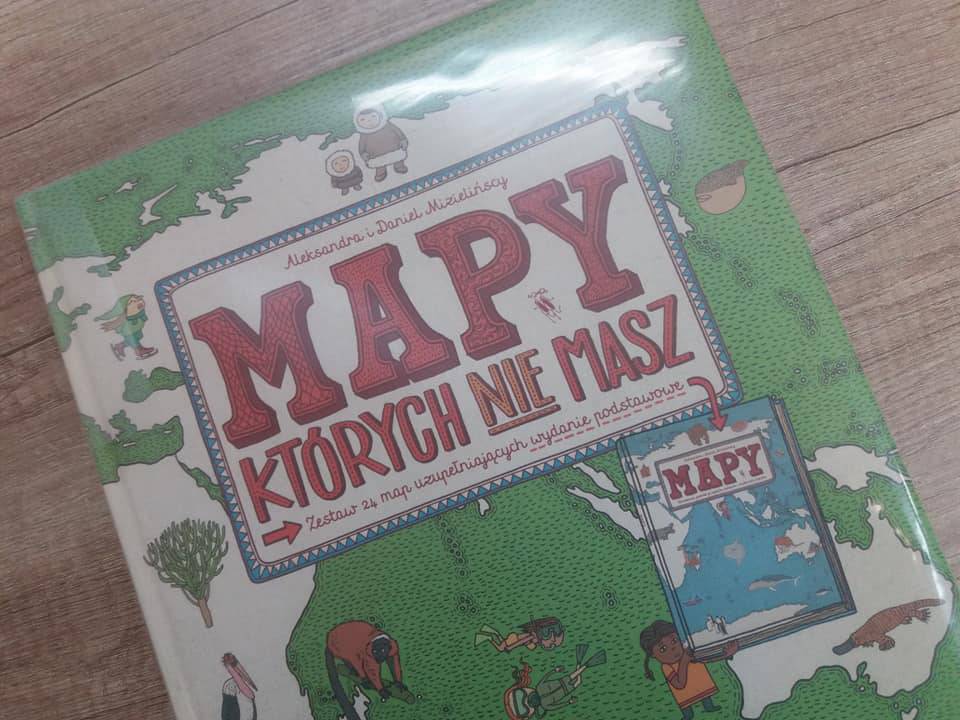 Aleksandra i Daniel Mizielińscy
MAPY
KTÓRYCH NIE MASZ
Zestaw 24 map uzupełniających wydanie podstawowe
MAPY